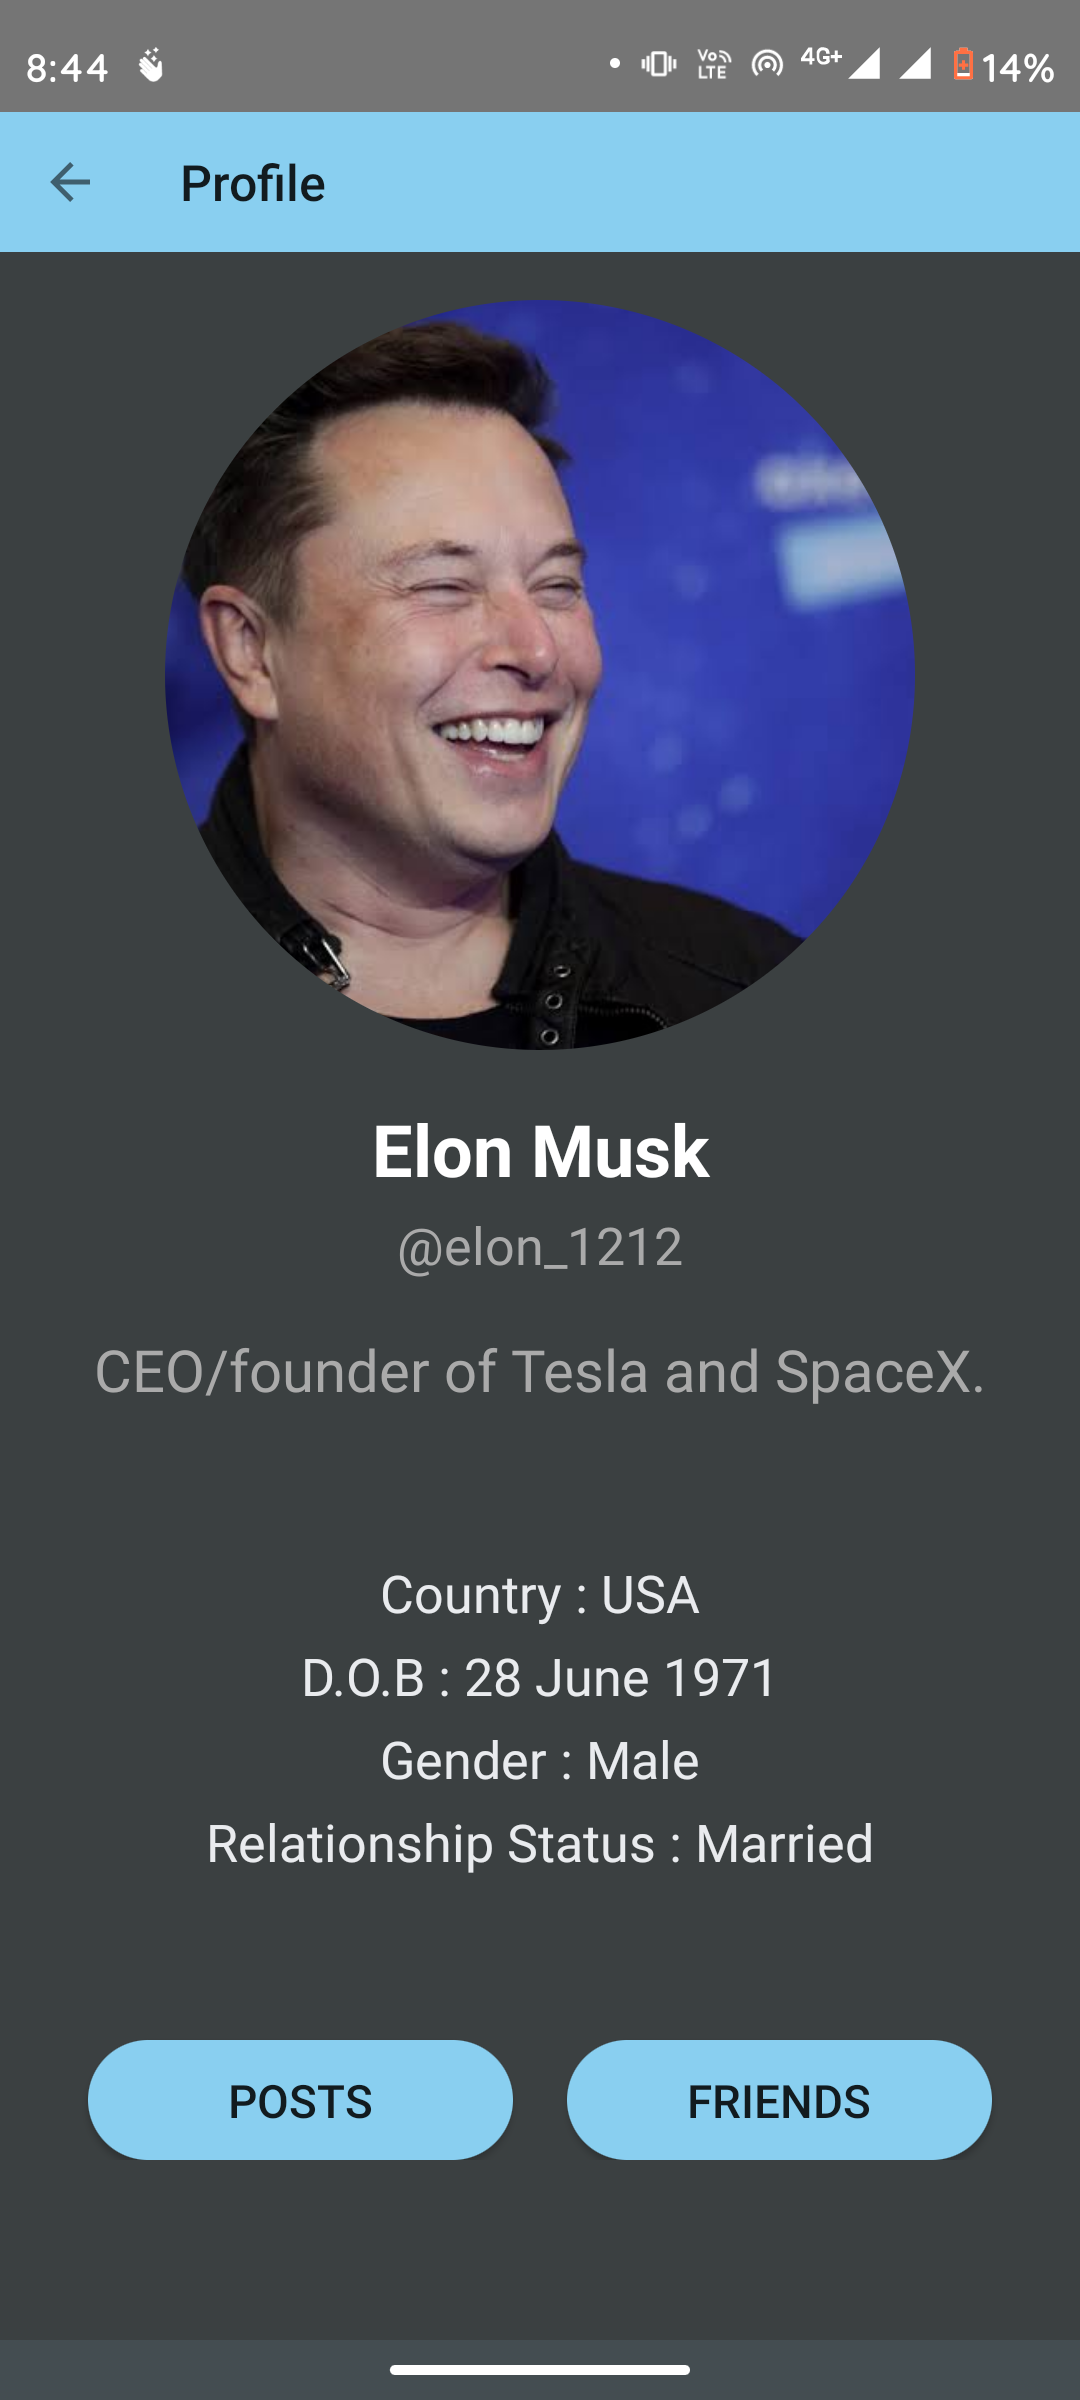 8:44 VoLTE 4G+ 14%
Profile
Elon Musk
@elon_1212
CEO/founder of Tesla and SpaceX.
Country : USA
D.O.B : 28 June 1971
Gender : Male
Relationship Status : Married
POSTS FRIENDS